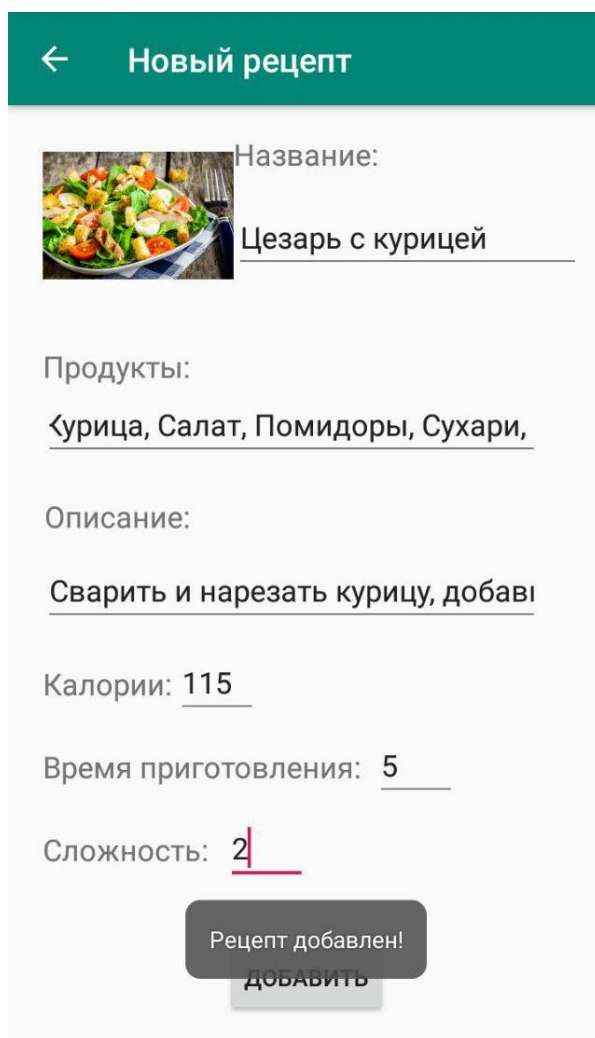 Новый рецепт
Название:
Цезарь с курицей
Продукты:
Курица, Салат, Помидоры, Сухари,
Описание:
Сварить и нарезать курицу,
Калории: 115
Время приготовления: 5
Сложность: 2
Рецепт добавлен!
ДОБАВИТЬ